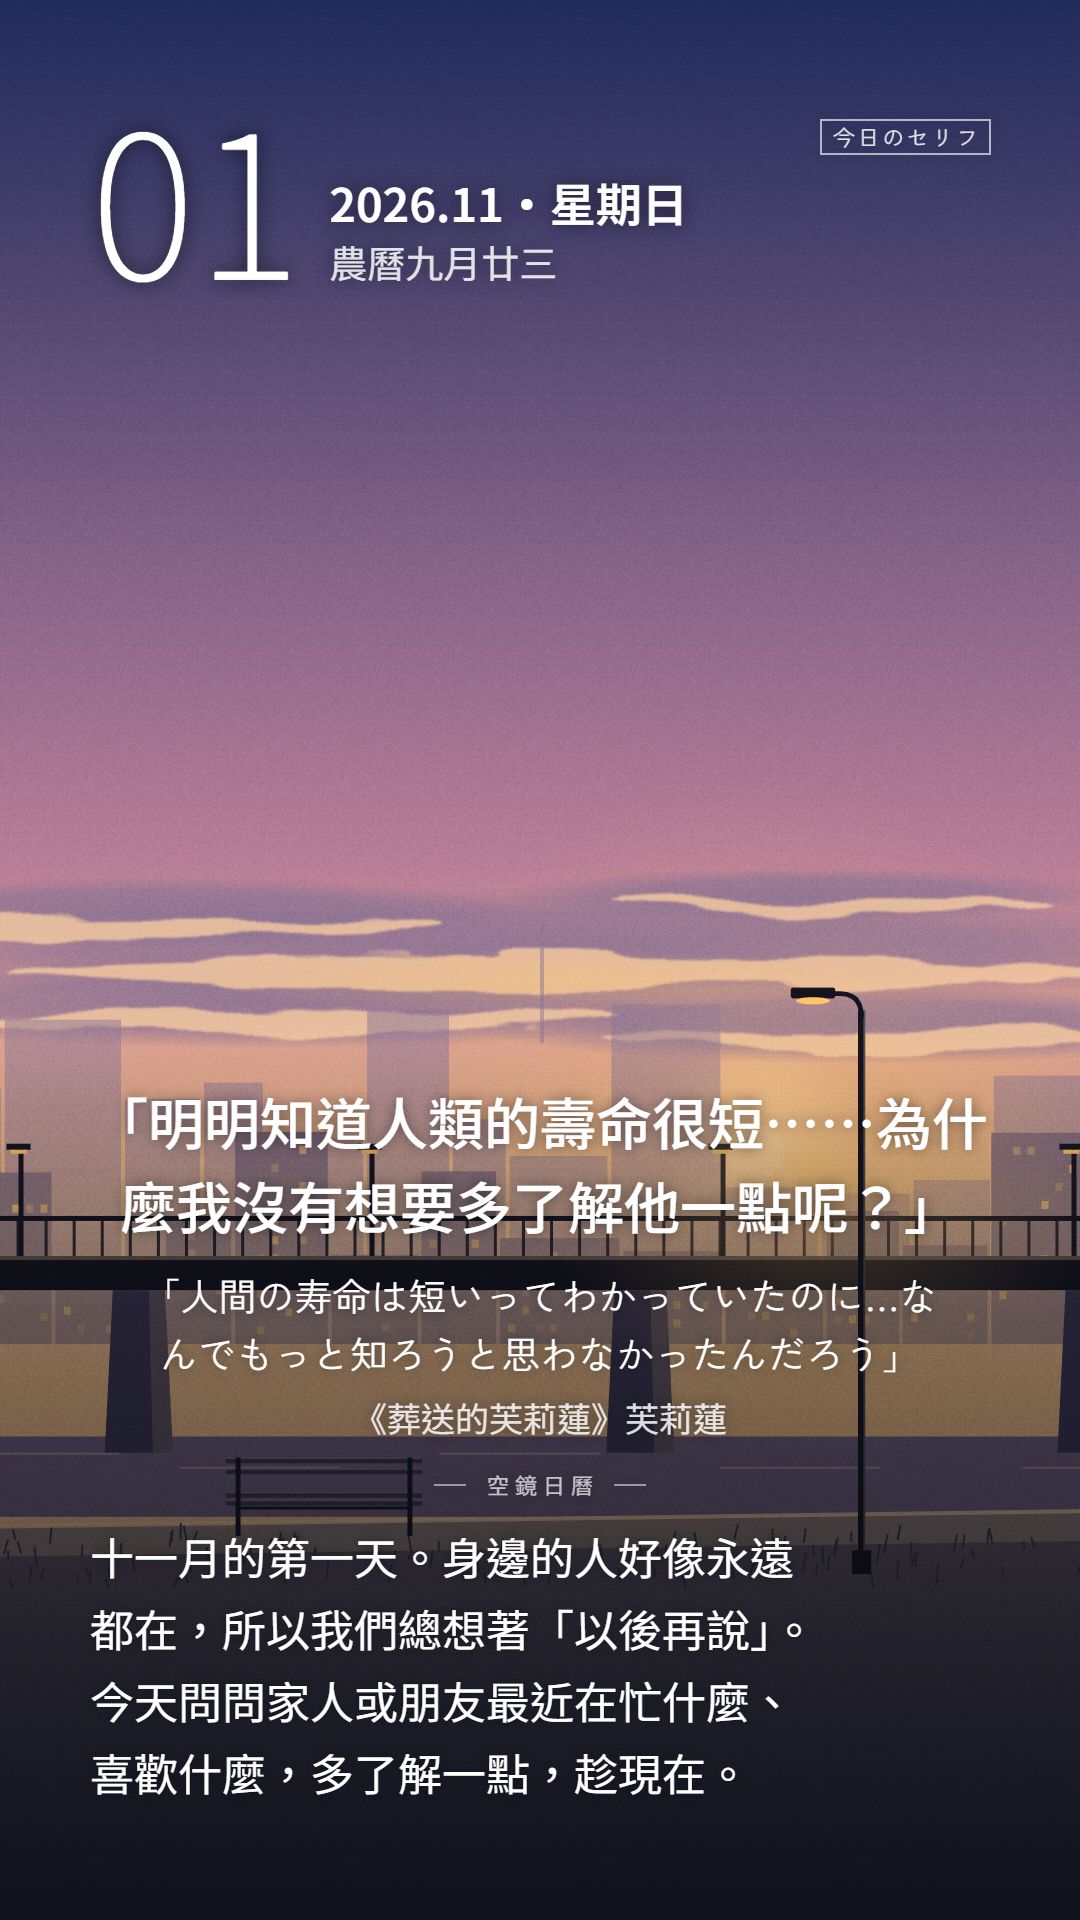 01
今日のセリフ
2026.11・星期日
農曆九月廿三
「明明知道人類的壽命很短……為什
麼我沒有想要多了解他一點呢？」
「人間の寿命は短いってわかっていたのに...な
んでもっと知ろうと思わなかったんだろう」
《葬送的芙莉蓮》芙莉蓮
— 空鏡日曆 —
十一月的第一天。身邊的人好像永遠
都在，所以我們總想著「以後再說」。
今天問問家人或朋友最近在忙什麼、
喜歡什麼，多了解一點，趁現在。